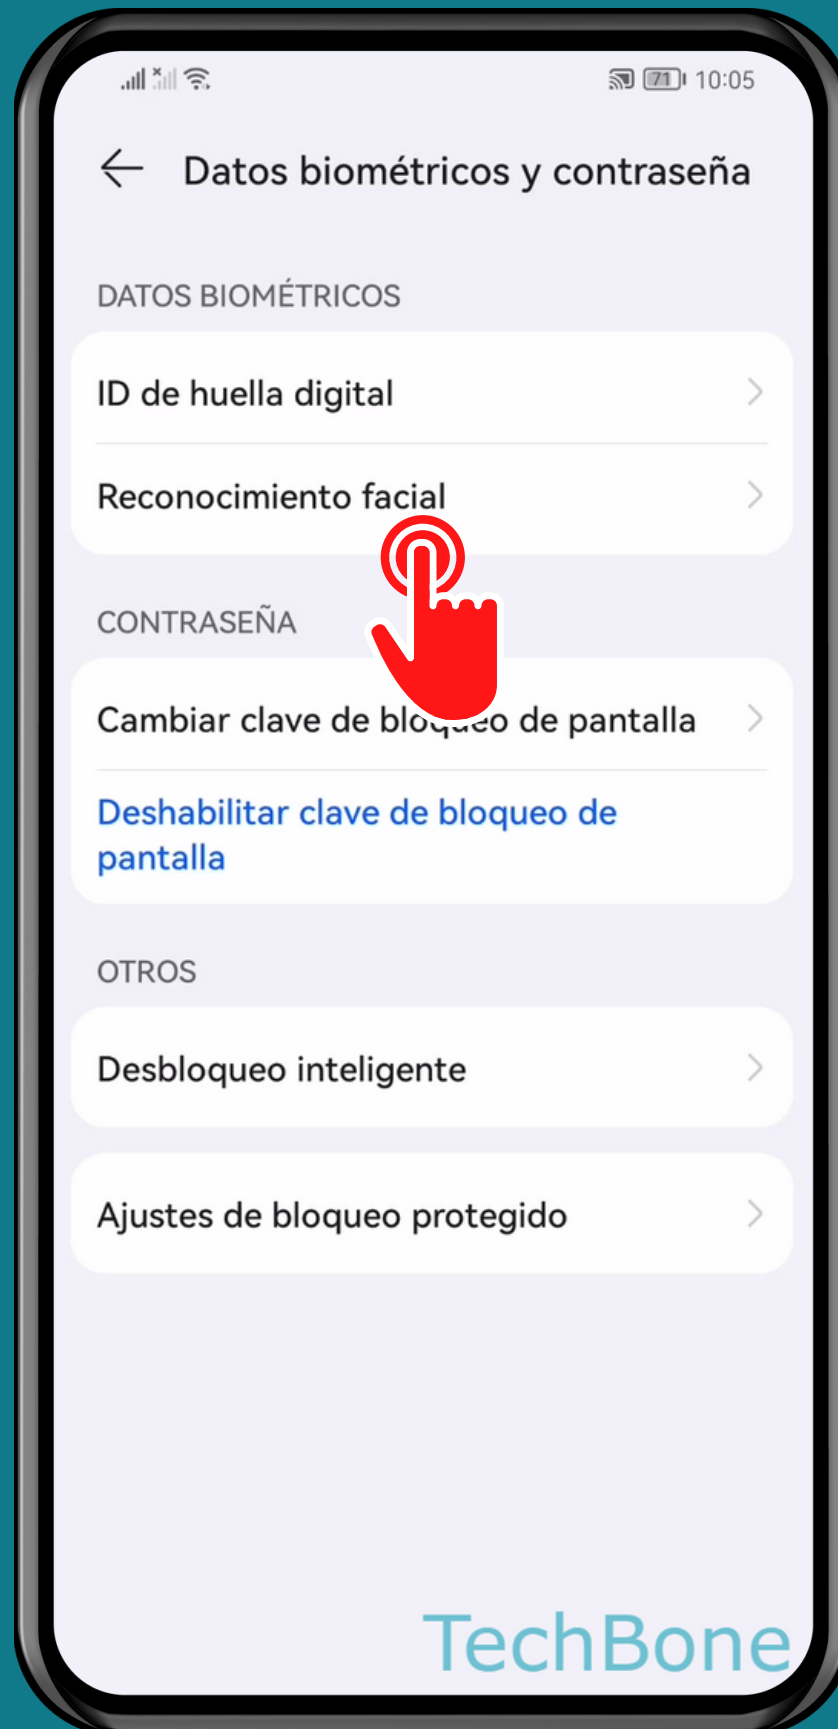 71 10:05
Datos biométricos y contraseña
DATOS BIOMÉTRICOS
ID de huella digital
Reconocimiento facial
CONTRASEÑA
Cambiar clave de bloqueo de pantalla
Deshabilitar clave de bloqueo de
pantalla
OTROS
Desbloqueo inteligente
Ajustes de bloqueo protegido
TechBone